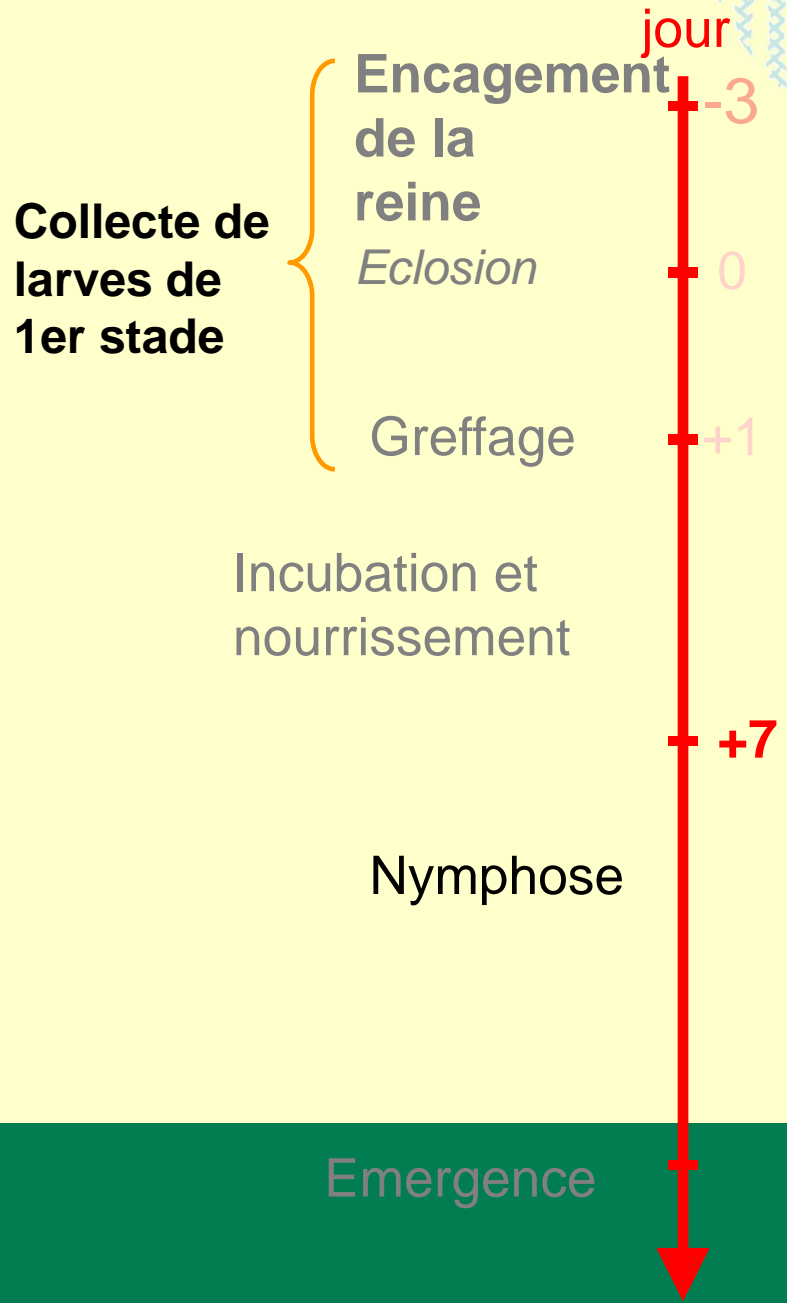 jour
Encagement
de la
reine
-3
Collecte de
larves de
1er stade
Eclosion
0
Greffage
+1
Incubation et
nourrissement
+7
Nymphose
Emergence